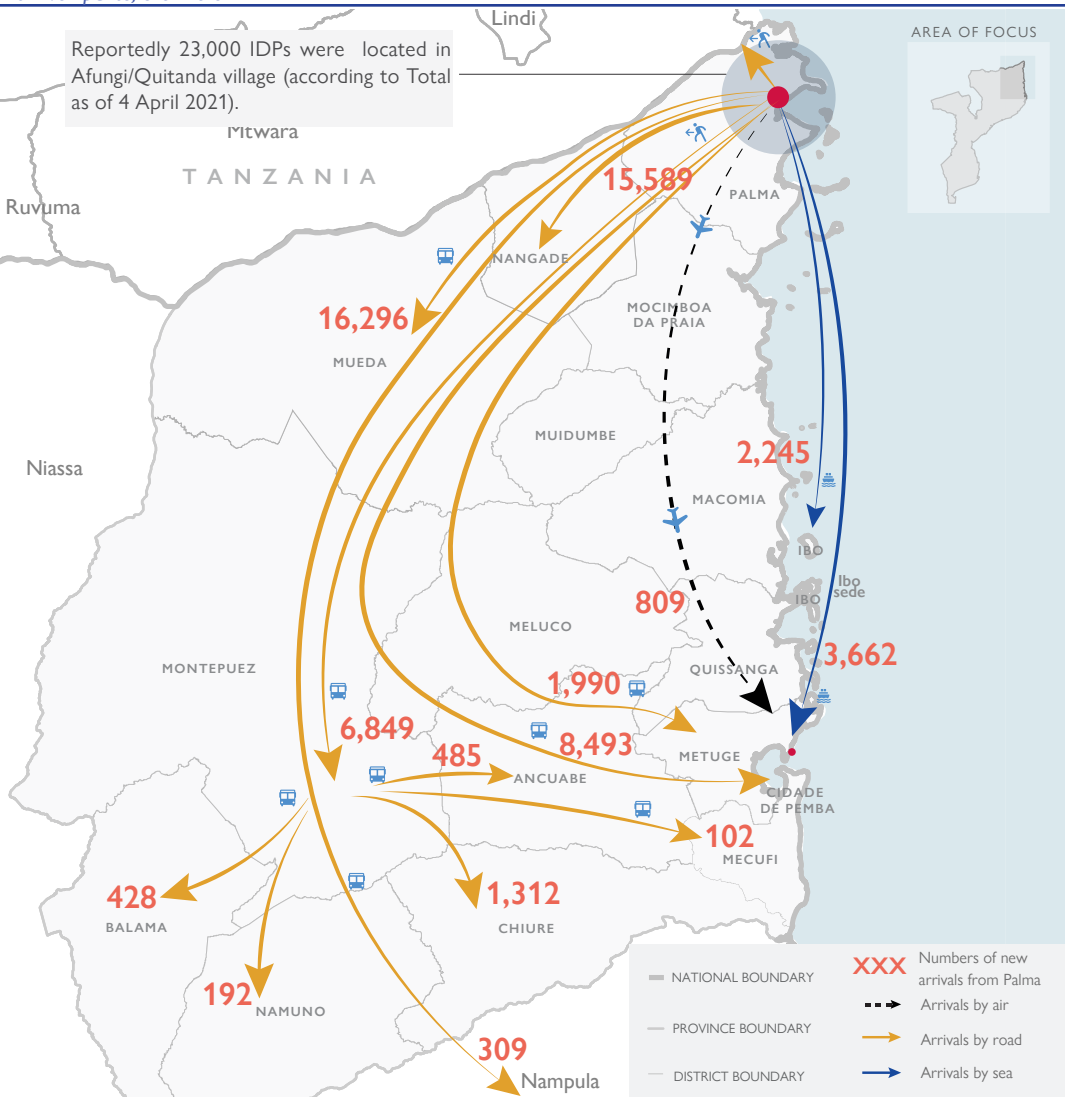 Lindi
Reportedly 23,000 IDPs were located in
Afungi/Quitanda village (according to Total
as of 4 April 2021).
AREA OF FOCUS
Mtwara
TANZANIA
Ruvuma
15,589
PALMA
NANGADE
16,296
MOCIMBOA
DA PRAIA
MUEDA
MUIDUMBE
2,245
Niassa
MACOMIA
IBO
Ibo
sede
IBO
809
MELUCO
3,662
MONTEPUEZ
QUISSANGA
1,990
6,849
8,493
485
METUGE
ANCUABE
CIDADE
DE PEMBA
102
MECUFI
428
1,312
BALAMA
CHIURE
192
NAMUNO
309
Nampula
NATIONAL BOUNDARY
PROVINCE BOUNDARY
DISTRICT BOUNDARY
XXX
Numbers of new
arrivals from Palma
Arrivals by air
Arrivals by road
Arrivals by sea